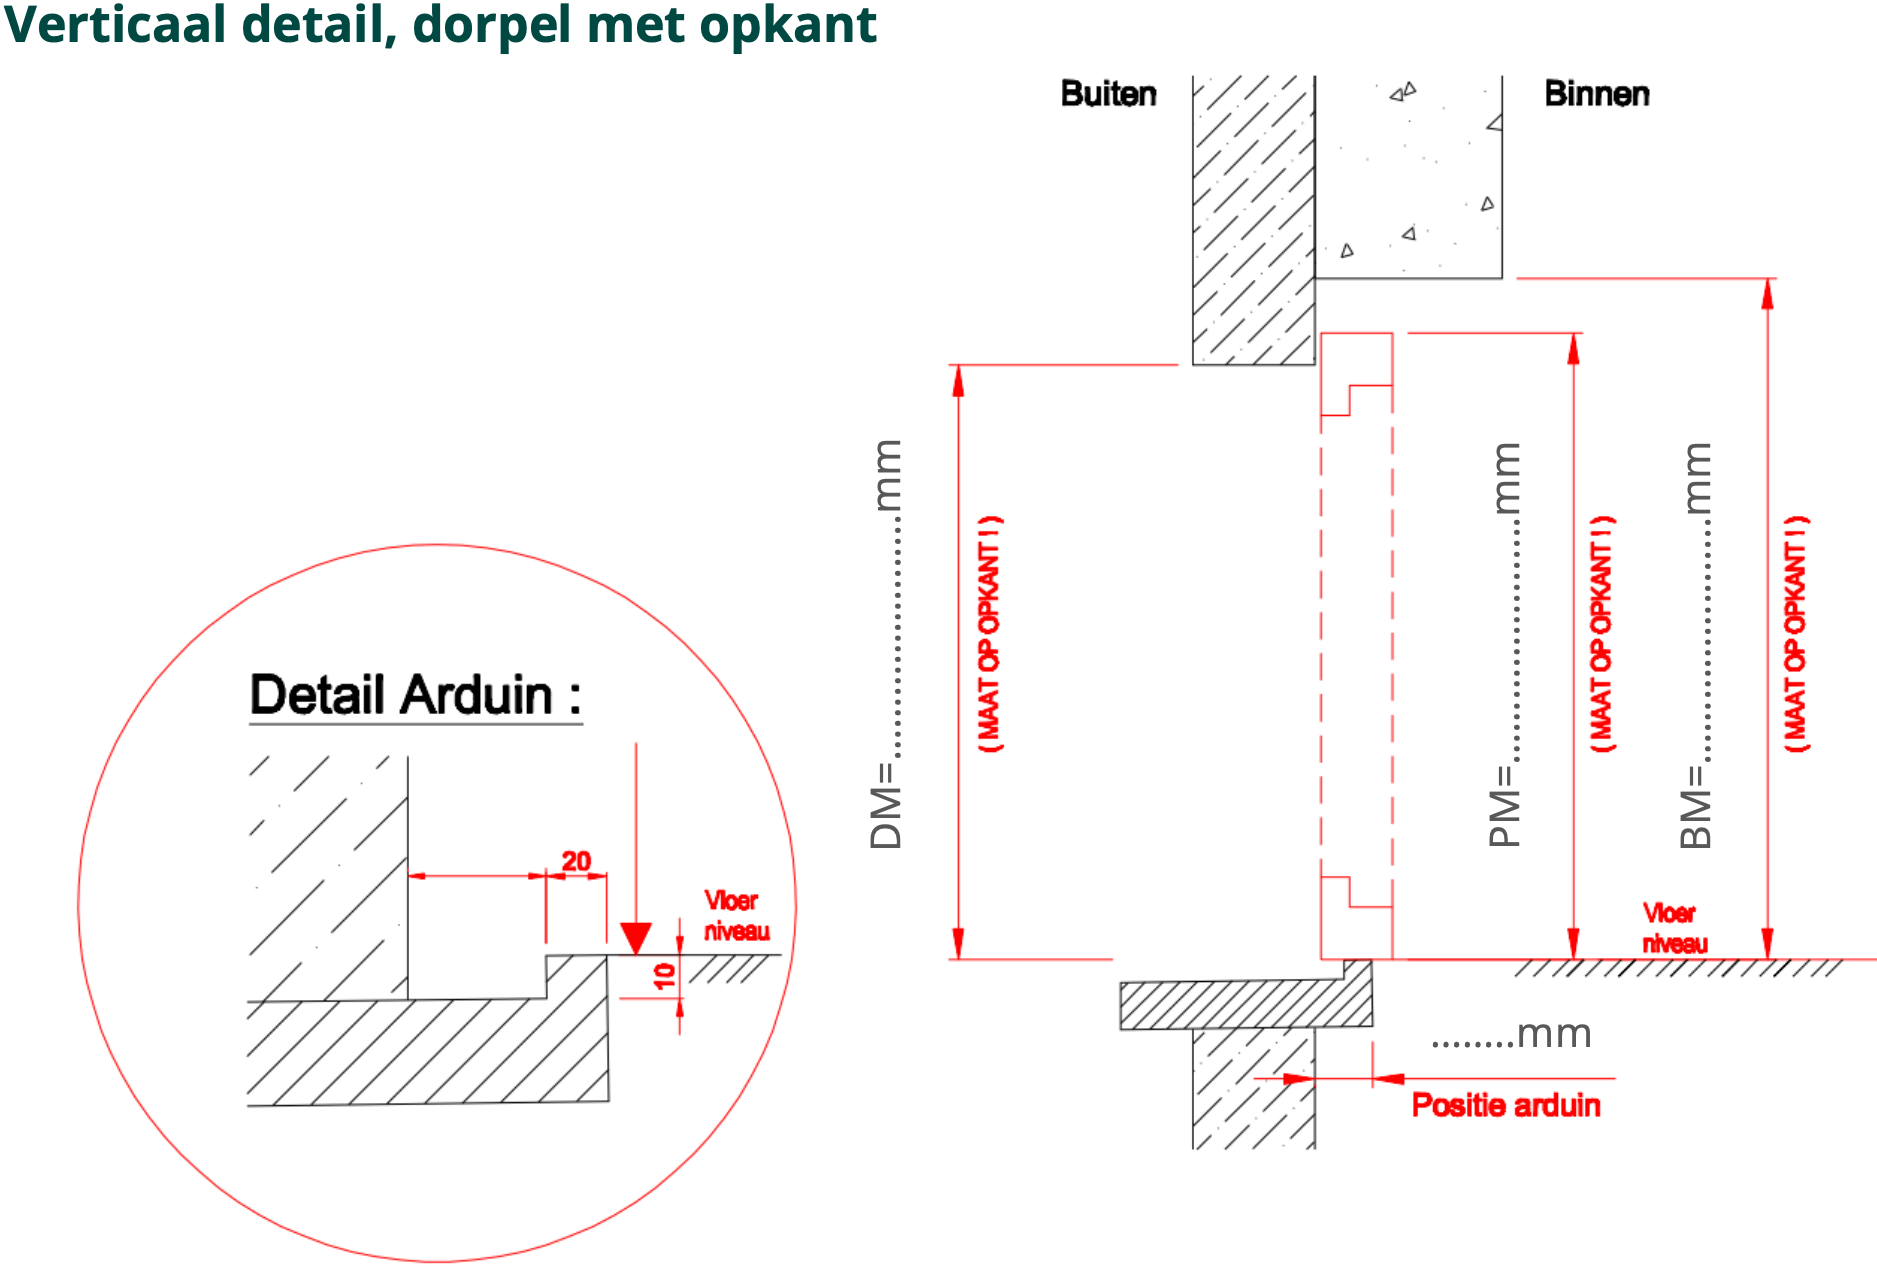 Verticaal detail, dorpel met opkant
Buiten
Binnen
DM=........................mm
( MAAT OP OPKANT ! )
PM=........................mm
( MAAT OP OPKANT ! )
BM=........................mm
( MAAT OP OPKANT ! )
Vloer
niveau
........mm
Positie arduin
Detail Arduin :
20
Vloer
niveau
10